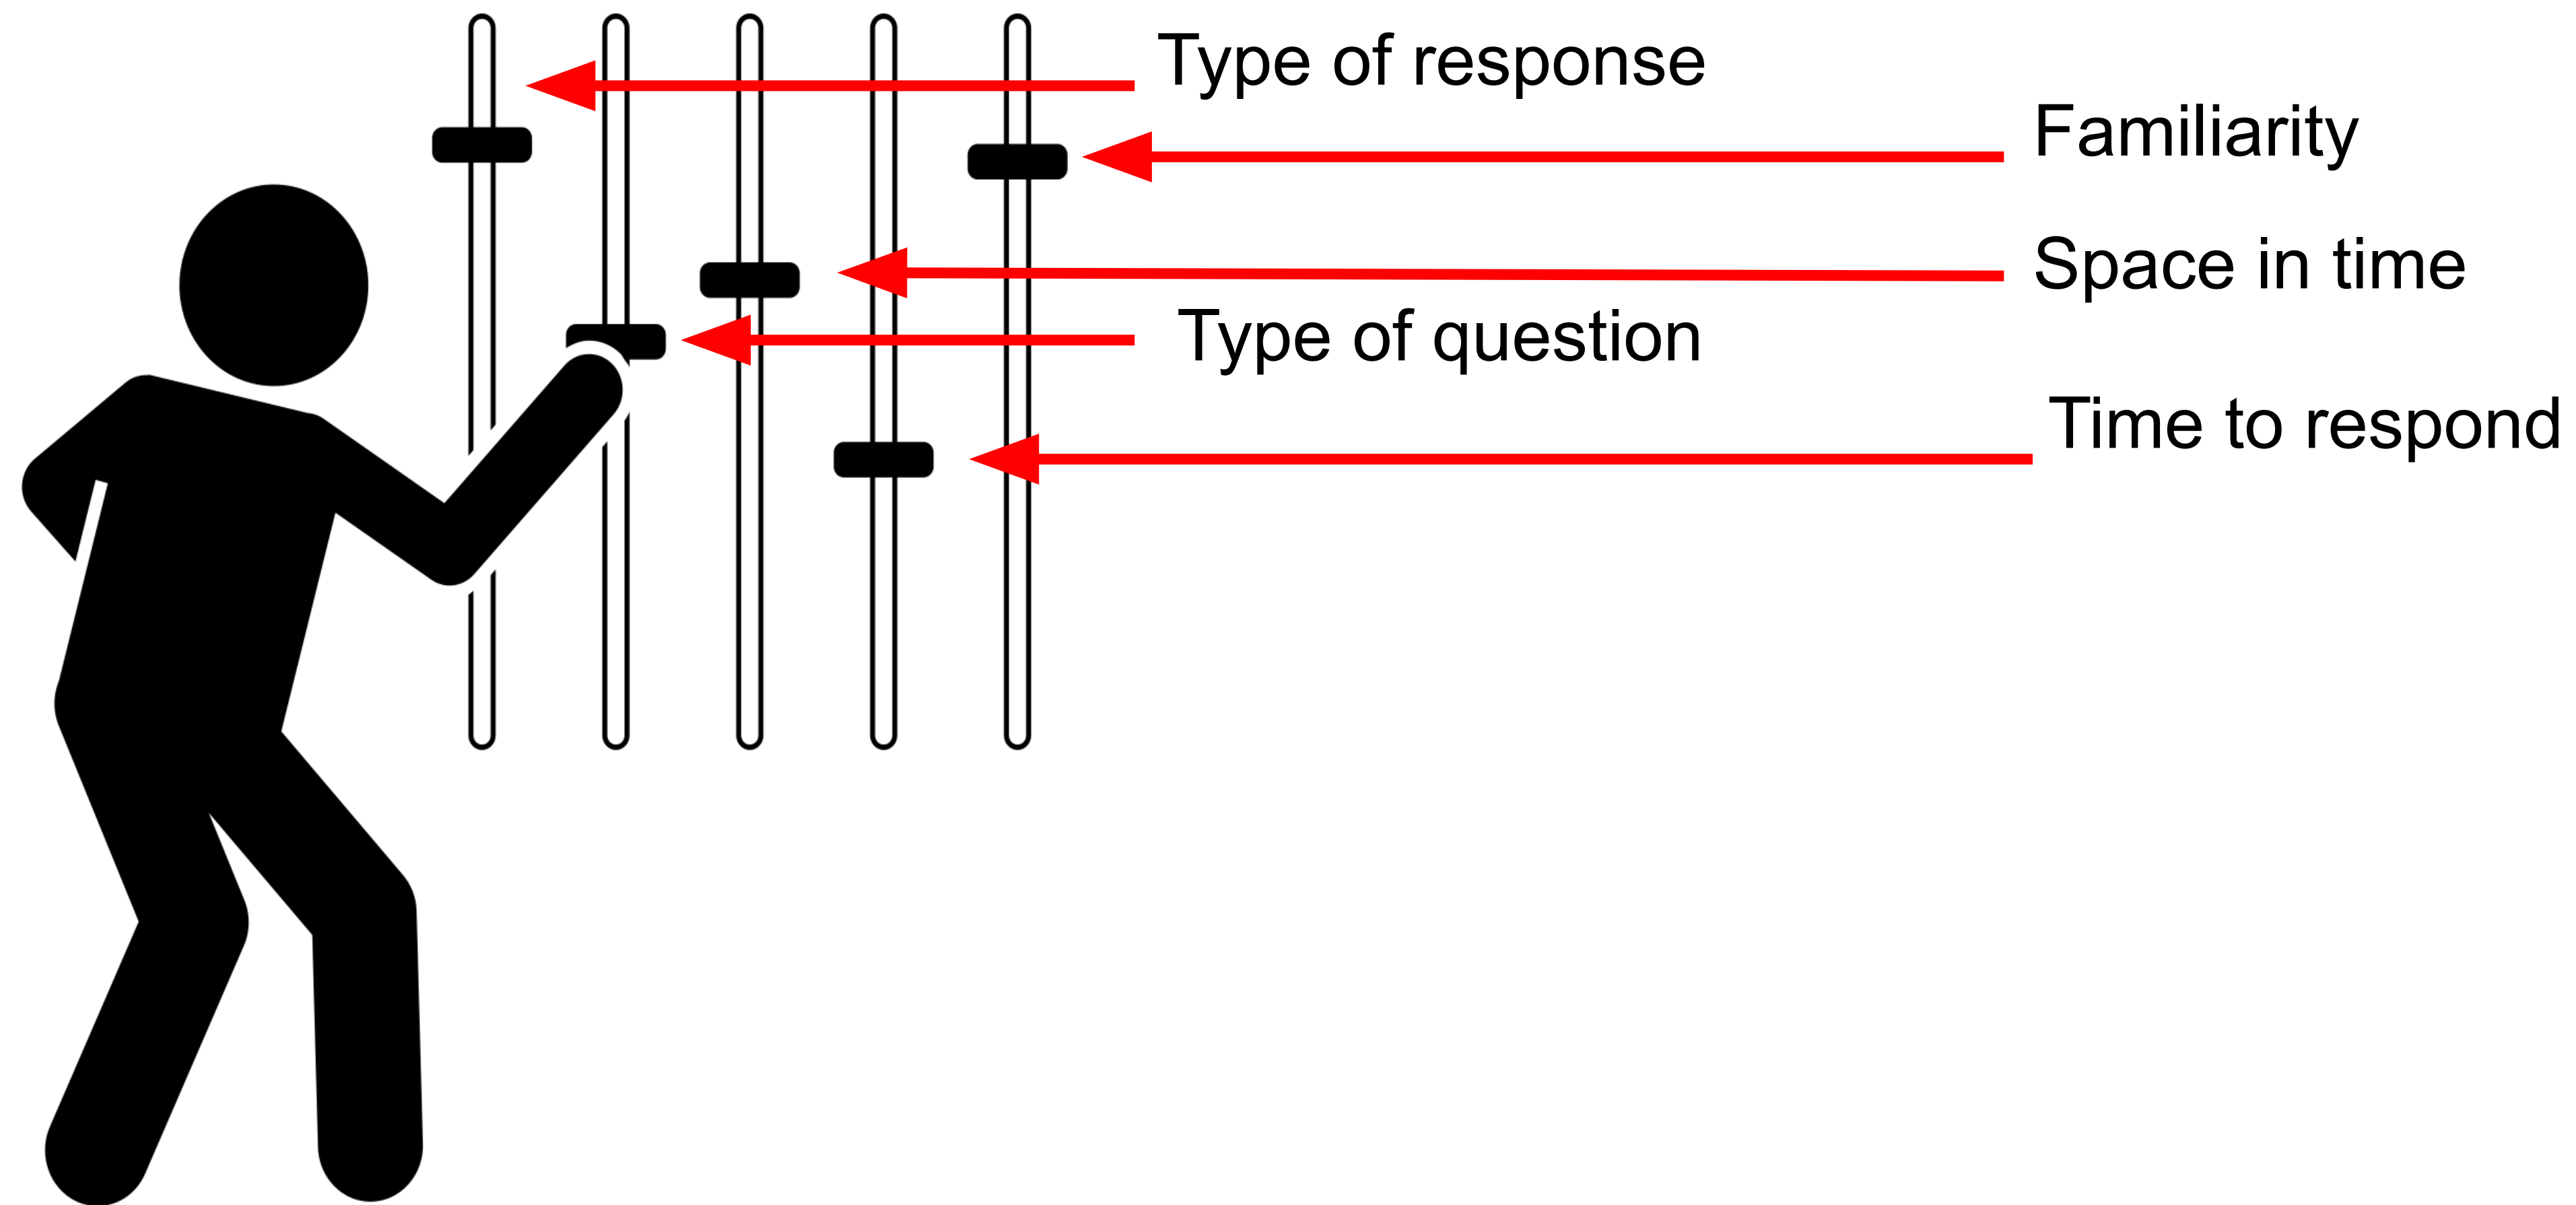 Type of response
Familiarity
Space in time
Type of question
Time to respond